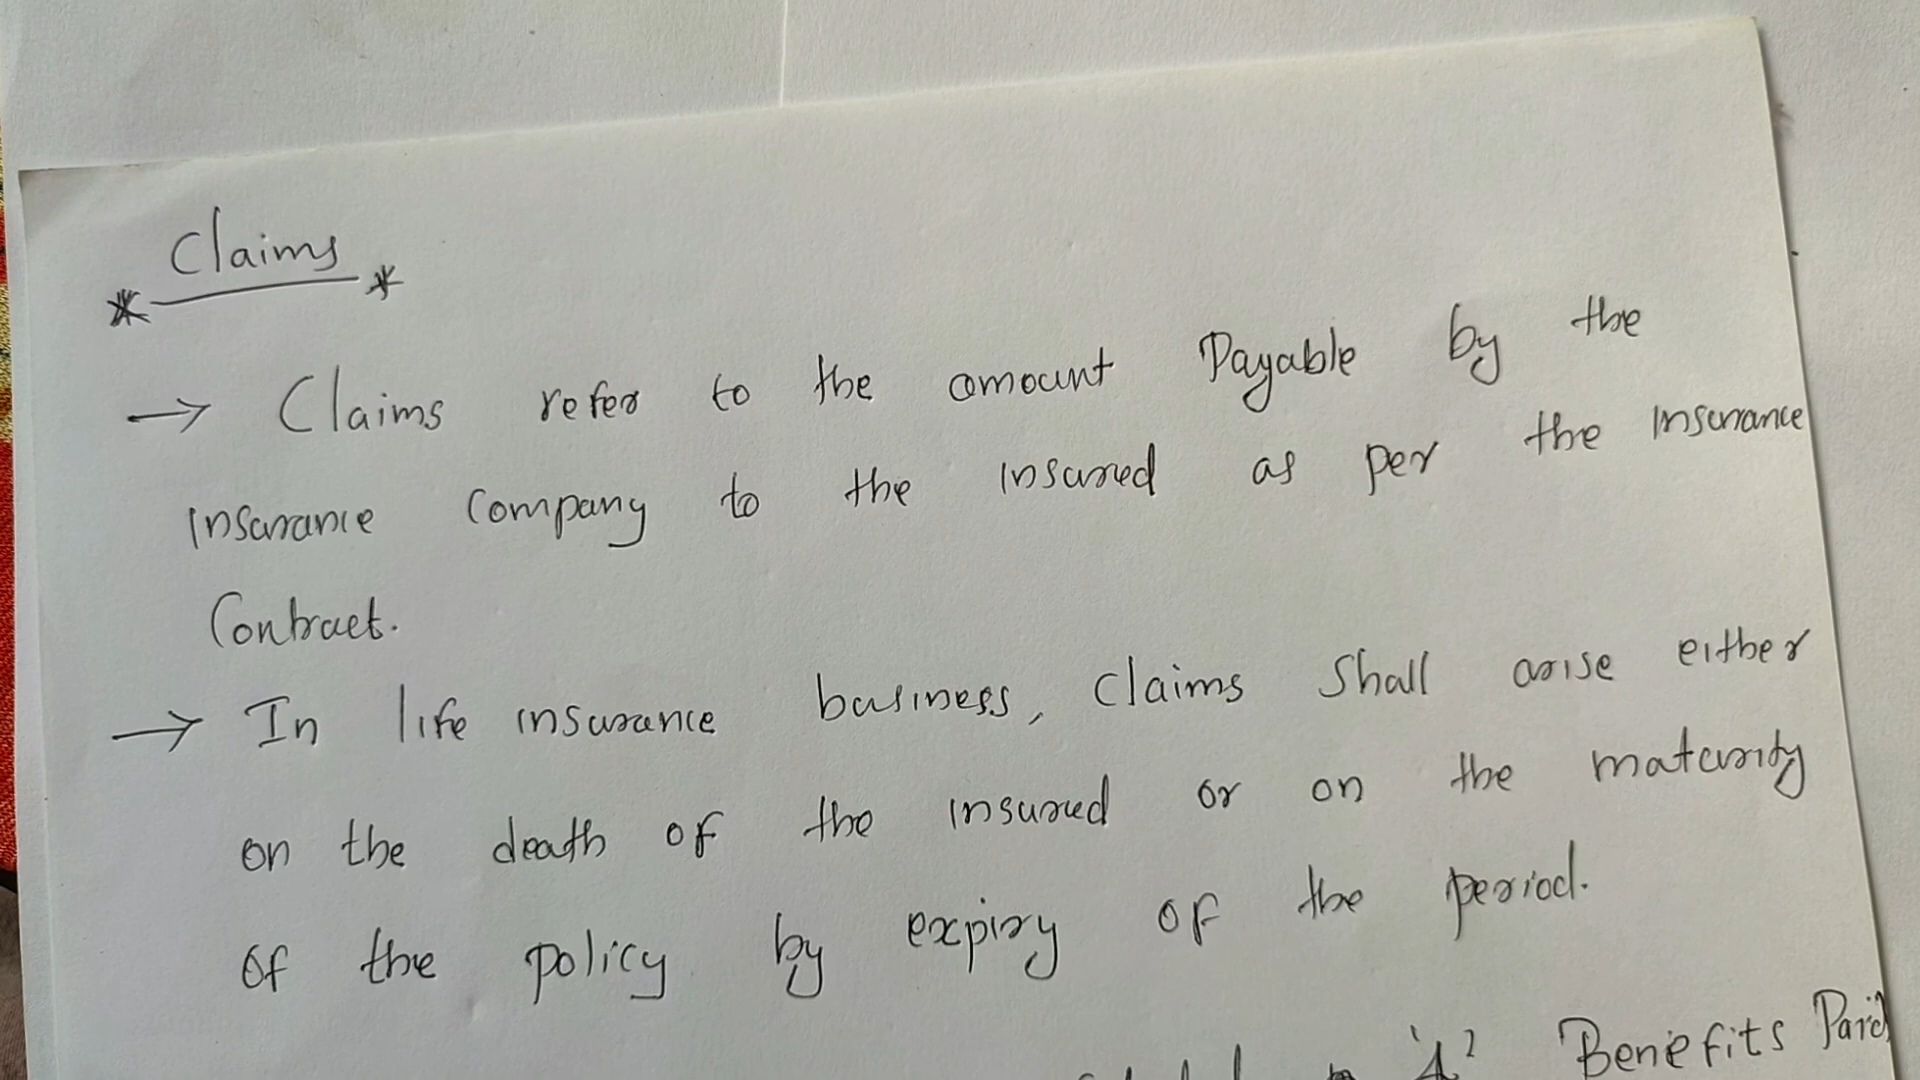 Claims
→ Claims refer to the amount Payable by the
Insurance Company to the insured as per the insurance
Contract.
→ In life insurance business, Claims Shall arise either
on the death of the insured or on the maturity
of the policy by expiry of the period.
'4' Benefits Paid